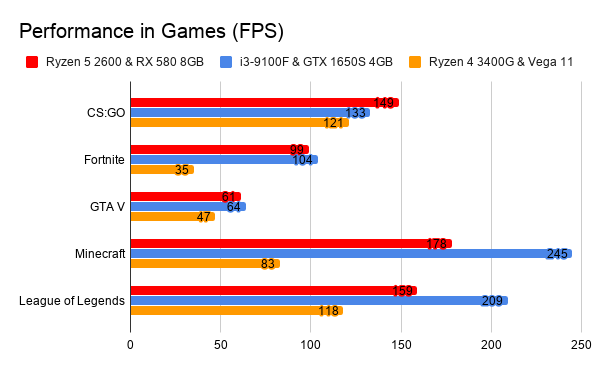 Performance in Games (FPS)
Ryzen 5 2600 & RX 580 8GB i3-9100F & GTX 1650S 4GB Ryzen 4 3400G & Vega 11
CS:GO 149 133 121
Fortnite 99 104 35
GTA V 61 64 47
Minecraft 178 245 83
League of Legends 159 209 118
0 50 100 150 200 250